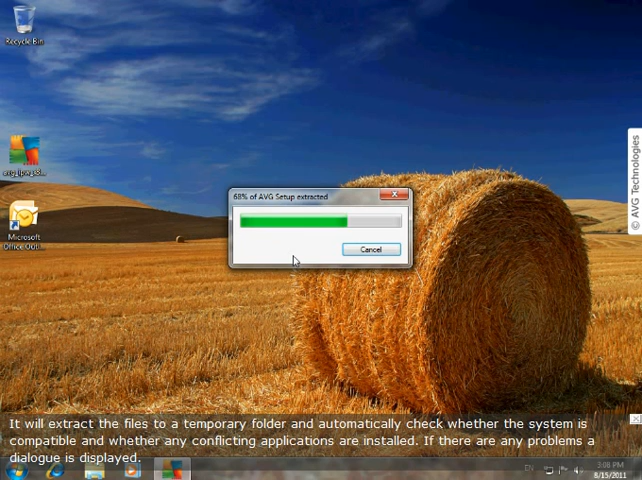 Recycle Bin
Microsoft
68% of AVG Setup extracted
Cancel
© AVG Technologies
It will extract the files to a temporary folder and automatically check whether the system is
compatible and whether any conflicting applications are installed. If there are any problems a
dialogue is displayed.
EN
3:08 PM
8/15/2011